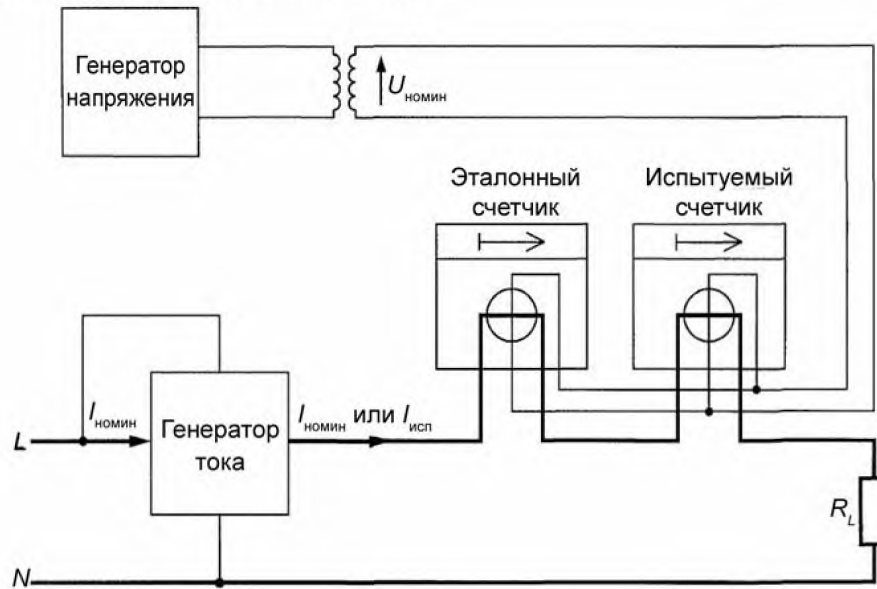 Генератор
напряжения
Uномин
Эталонный
счетчик
Испытуемый
счетчик
L
Iномин
Генератор
тока
Iномин или Iисп
RL
N